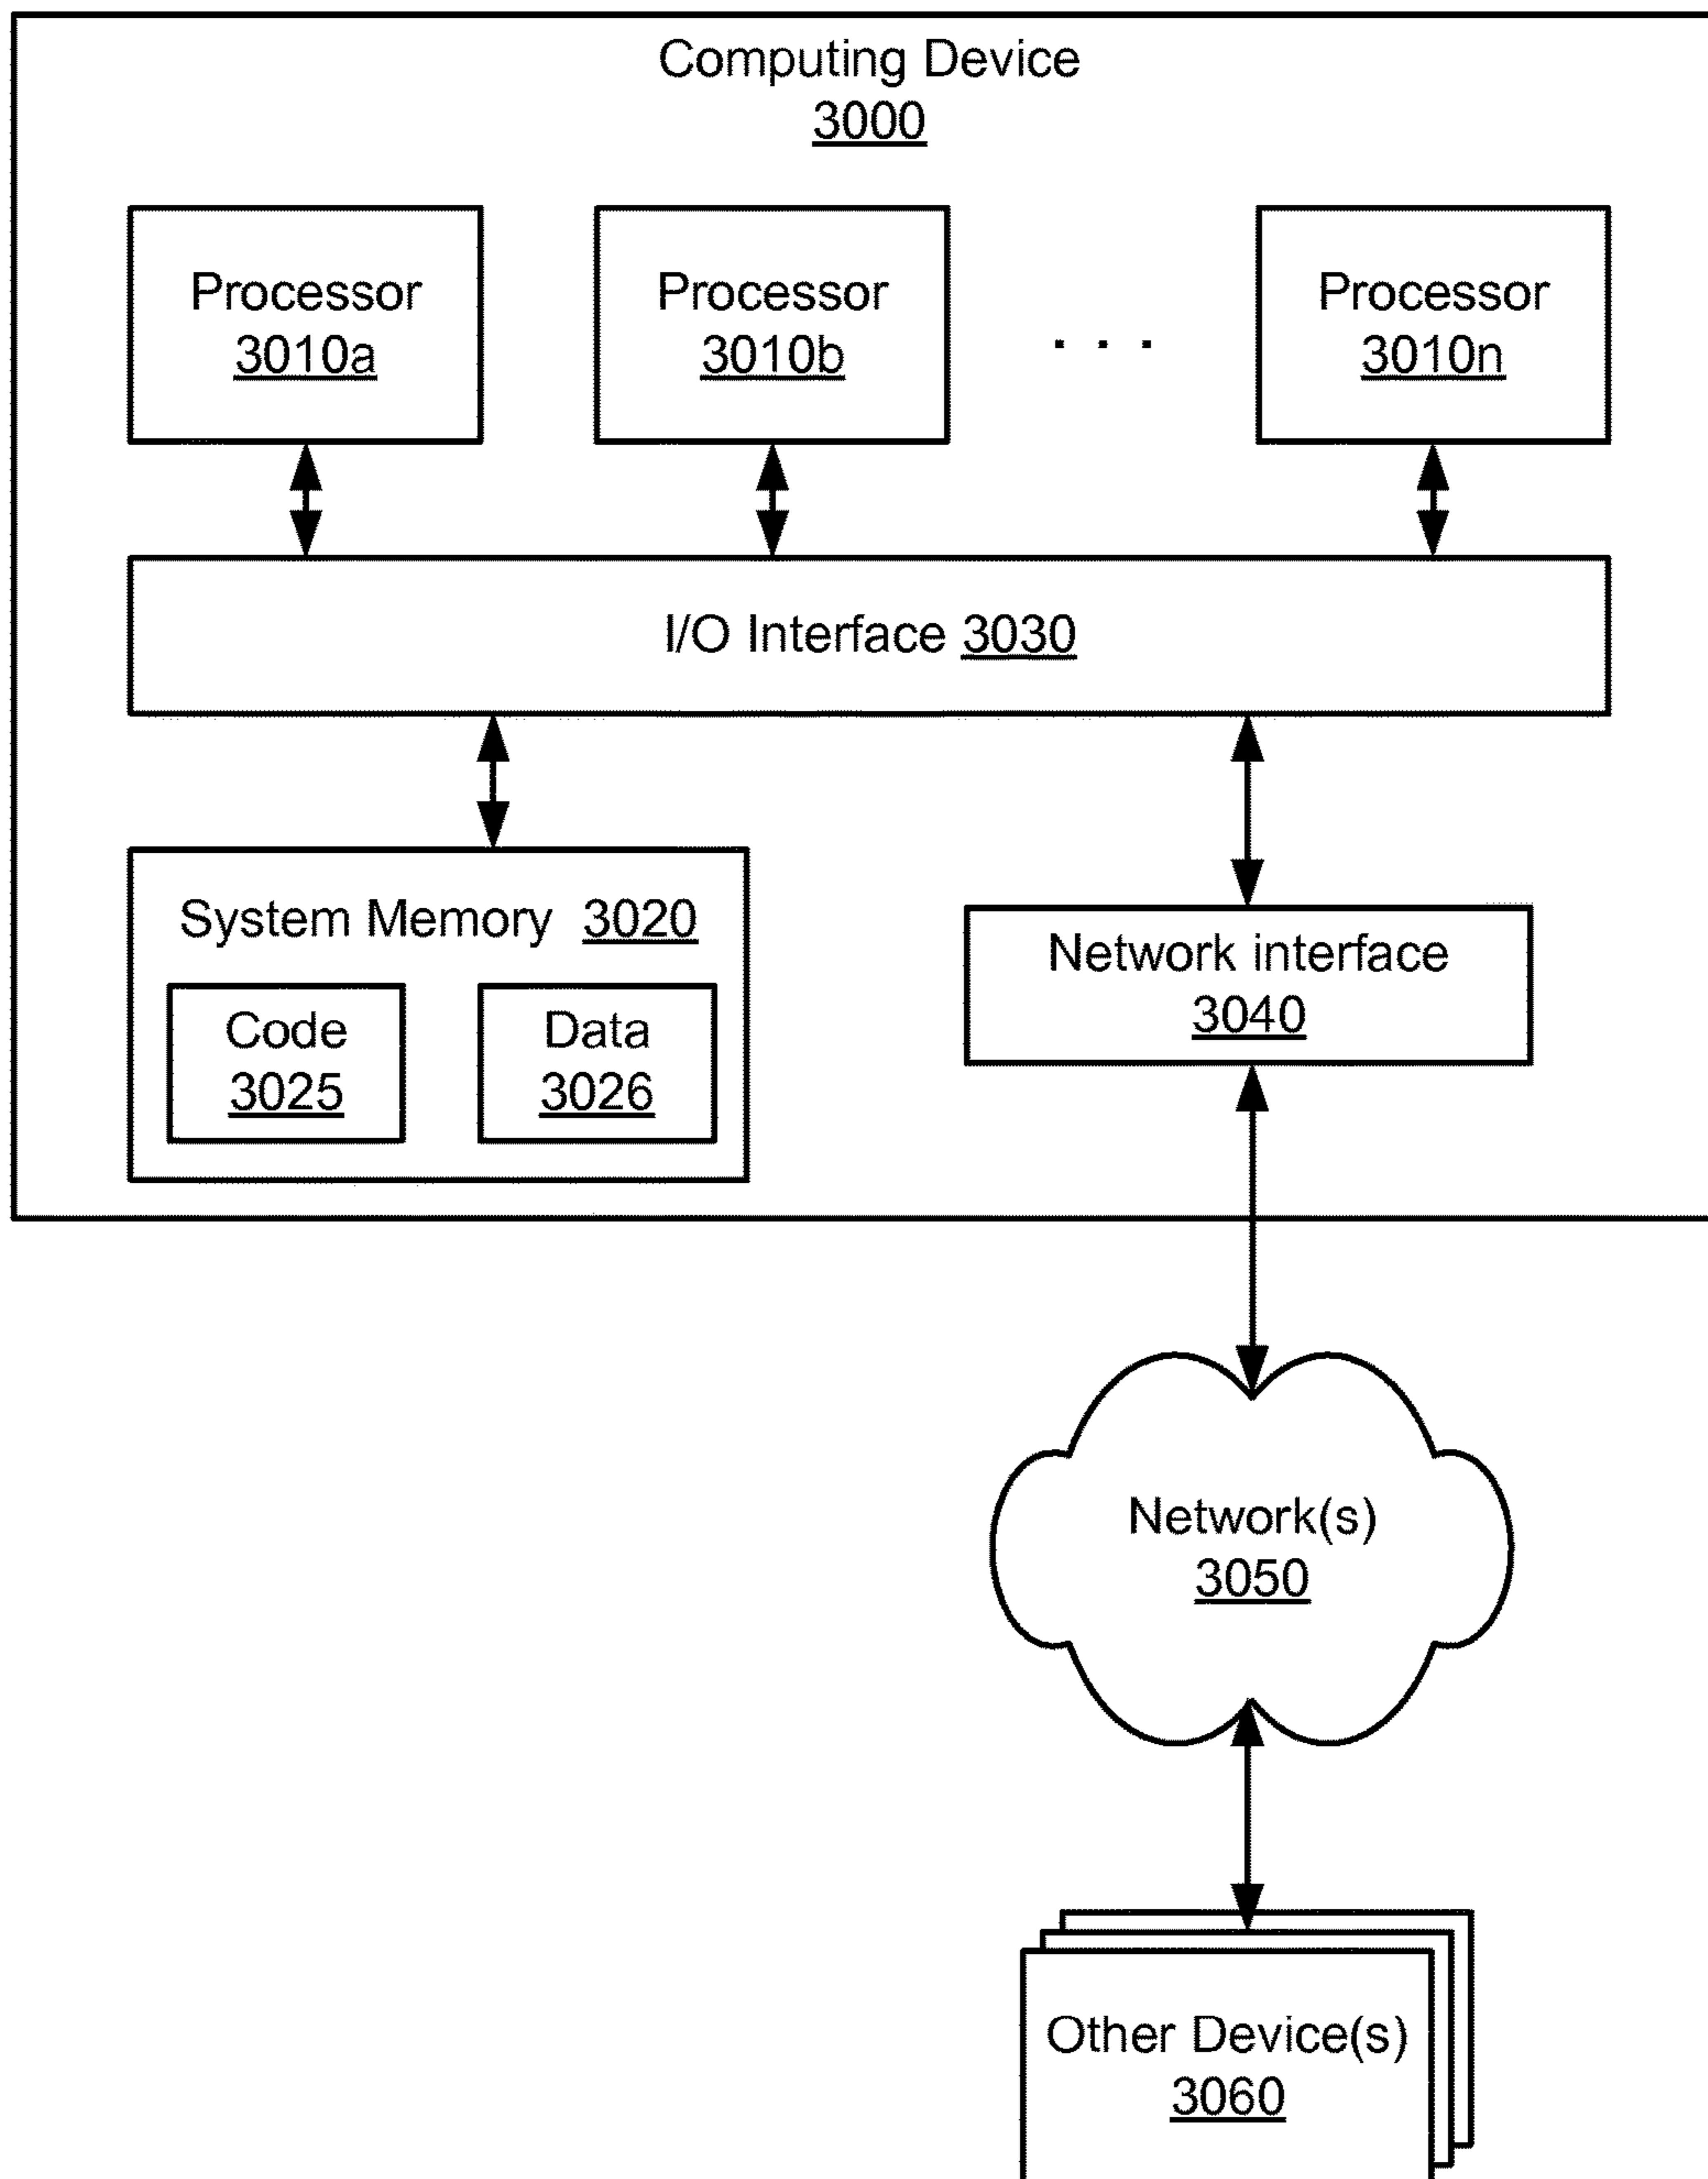 Computing Device
3000
Processor
3010a
Processor
3010b
. . .
Processor
3010n
I/O Interface 3030
System Memory 3020
Code
3025
Data
3026
Network interface
3040
Network(s)
3050
Other Device(s)
3060